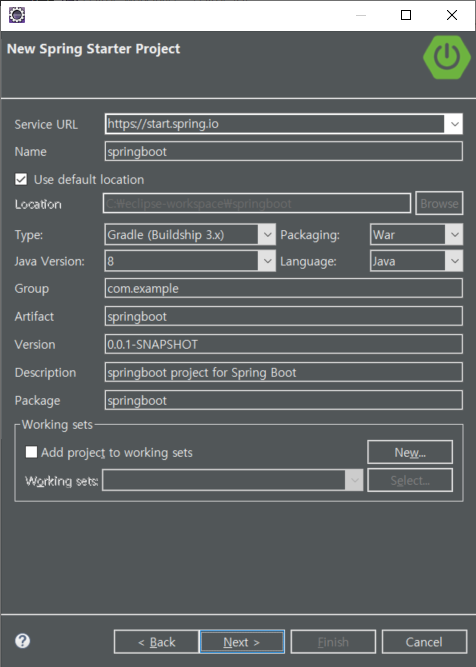 New Spring Starter Project
Service URL https://start.spring.io
Name springboot
Use default location
Location C:₩eclipse-workspace₩springboot Browse
Type: Gradle (Buildship 3.x) Packaging: War
Java Version: 8 Language: Java
Group com.example
Artifact springboot
Version 0.0.1-SNAPSHOT
Description springboot project for Spring Boot
Package springboot
Working sets
Add project to working sets New...
Working sets: Select...
? < Back Next > Finish Cancel